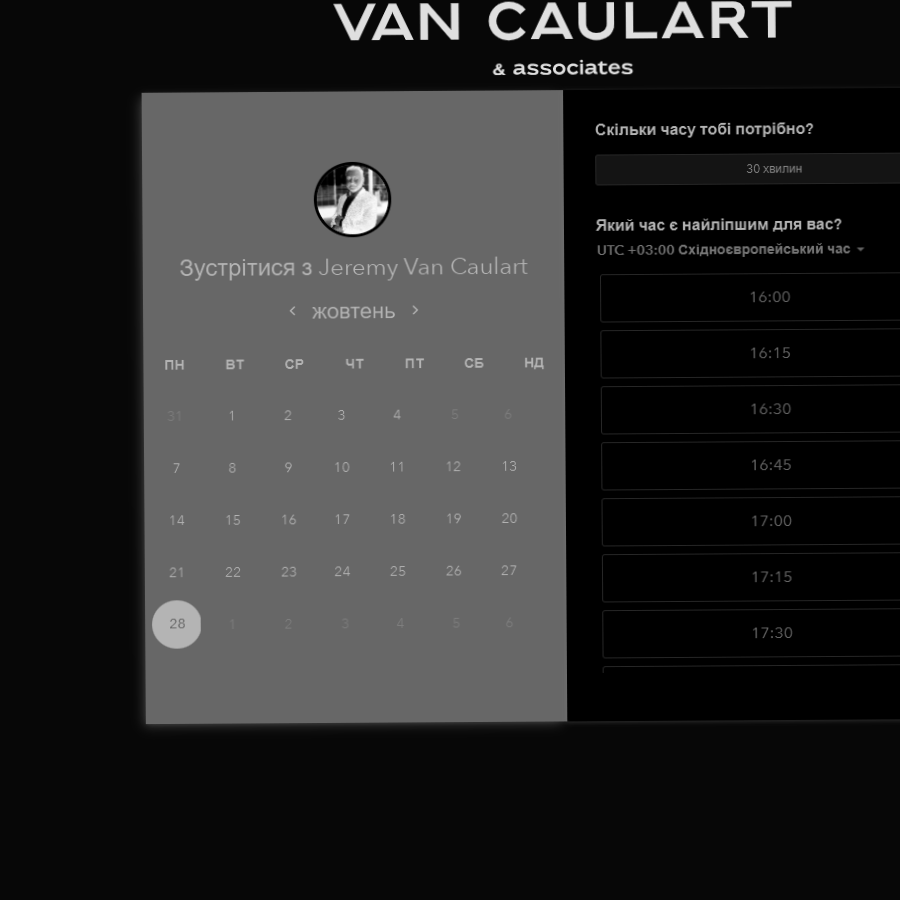 VAN CAULART
& associates
Зустрітися з Jeremy Van Caulart
жовтень
ПН ВТ СР ЧТ ПТ СБ НД
31 1 2 3 4 5 6
7 8 9 10 11 12 13
14 15 16 17 18 19 20
21 22 23 24 25 26 27
28 1 2 3 4 5 6
Скільки часу тобі потрібно?
30 хвилин
Який час є найліпшим для вас?
UTC +03:00 Східноєвропейський час
16:00
16:15
16:30
16:45
17:00
17:15
17:30